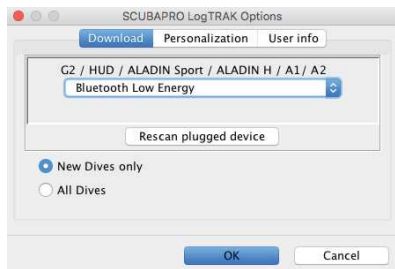 SCUBAPRO LogTRAK Options
Download Personalization User info
G2 / HUD / ALADIN Sport / ALADIN H / A1/ A2
Bluetooth Low Energy
Rescan plugged device
New Dives only
All Dives
OK Cancel